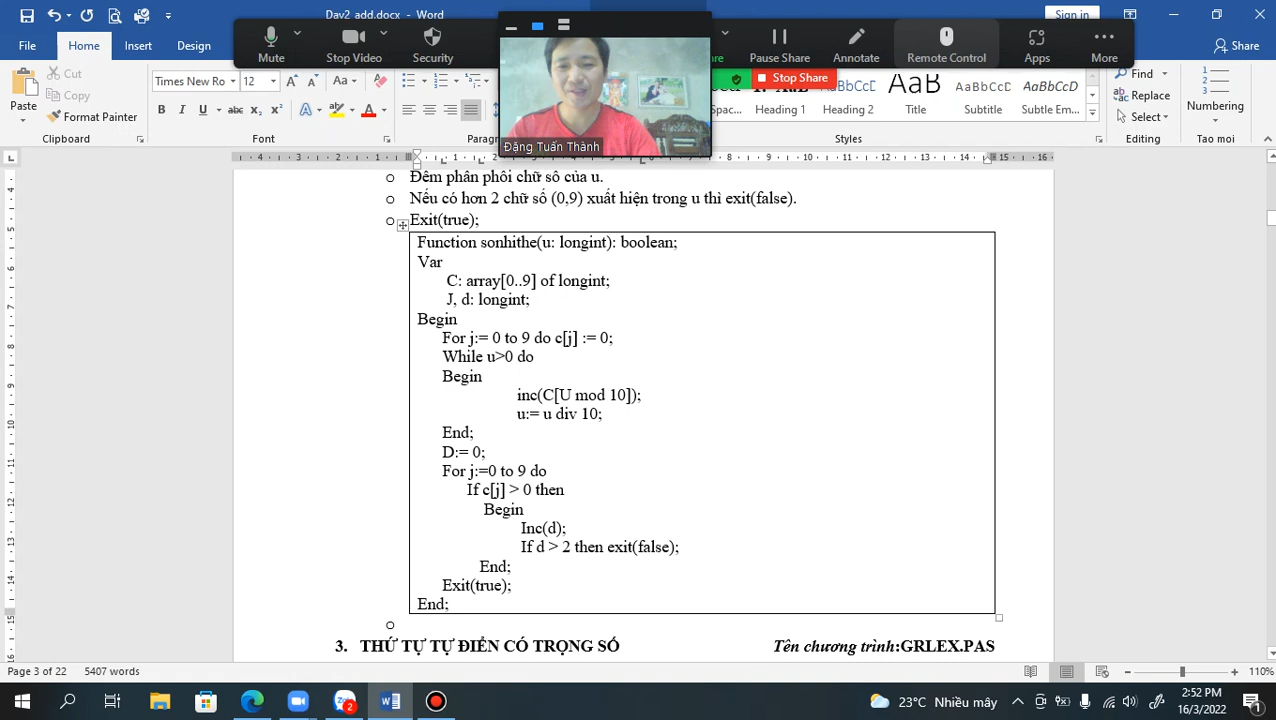 Day2.docx
Sign in
File
Home
Insert
Design
Mute
Stop Video
Security
Pause Share
Annotate
Remote Control
Apps
More
Share
Stop Share
Đặng Tuấn Thành
Paste
Cut
Copy
Format Painter
Clipboard
Times New Ro
12
Font
Heading 1
Heading 2
Title
Subtitle
Subtle Em...
AaB
AaBbCcD
AaBbCcDc
Styles
Find
Replace
Select
Editing
Numbering
Tao moi
Đếm phân phối chữ số của u.
Nếu có hơn 2 chữ số (0,9) xuất hiện trong u thì exit(false).
Exit(true);
Function sonhithe(u: longint): boolean;
Var
C: array[0..9] of longint;
J, d: longint;
Begin
For j:= 0 to 9 do c[j] := 0;
While u>0 do
Begin
inc(C[U mod 10]);
u:= u div 10;
End;
D:= 0;
For j:=0 to 9 do
If c[j] > 0 then
Begin
Inc(d);
If d > 2 then exit(false);
End;
Exit(true);
End;
3. THỨ TỰ TỰ ĐIỂN CÓ TRỌNG SỐ Tên chương trình:GRLEX.PAS
Page 3 of 22 5407 words
110%
23°C Nhiều mây
2:52 PM
16/3/2022